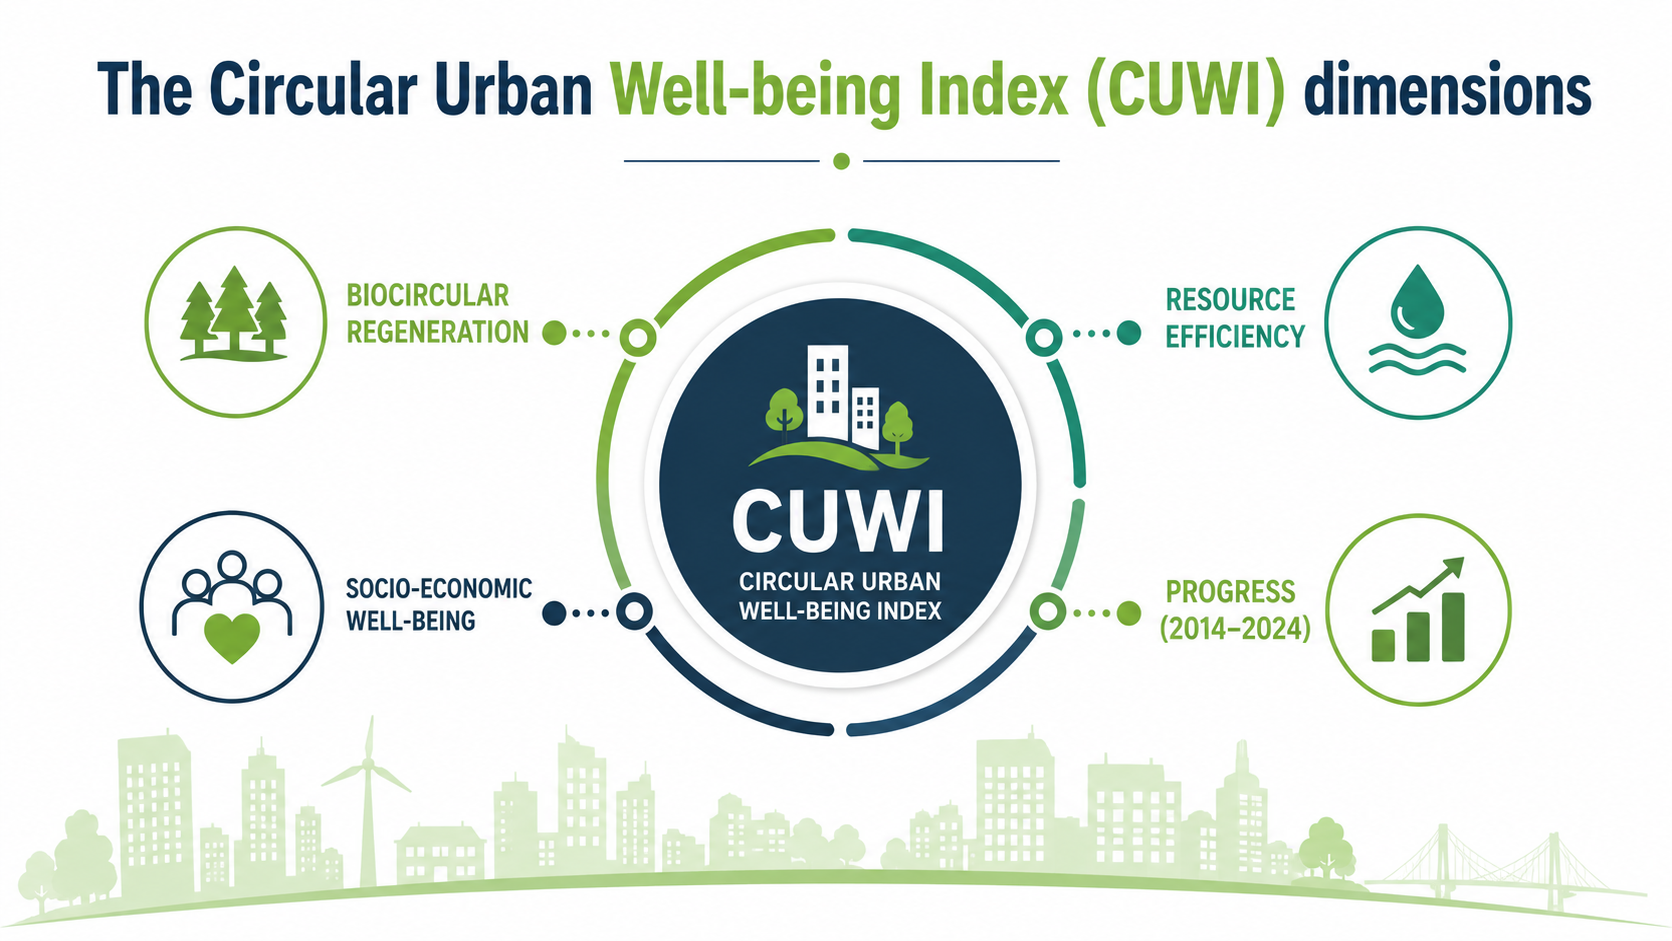 The Circular Urban Well-being Index (CUWI) dimensions
BIOCIRCULAR
REGENERATION
RESOURCE
EFFICIENCY
CUWI
CIRCULAR URBAN
WELL-BEING INDEX
SOCIO-ECONOMIC
WELL-BEING
PROGRESS
(2014–2024)